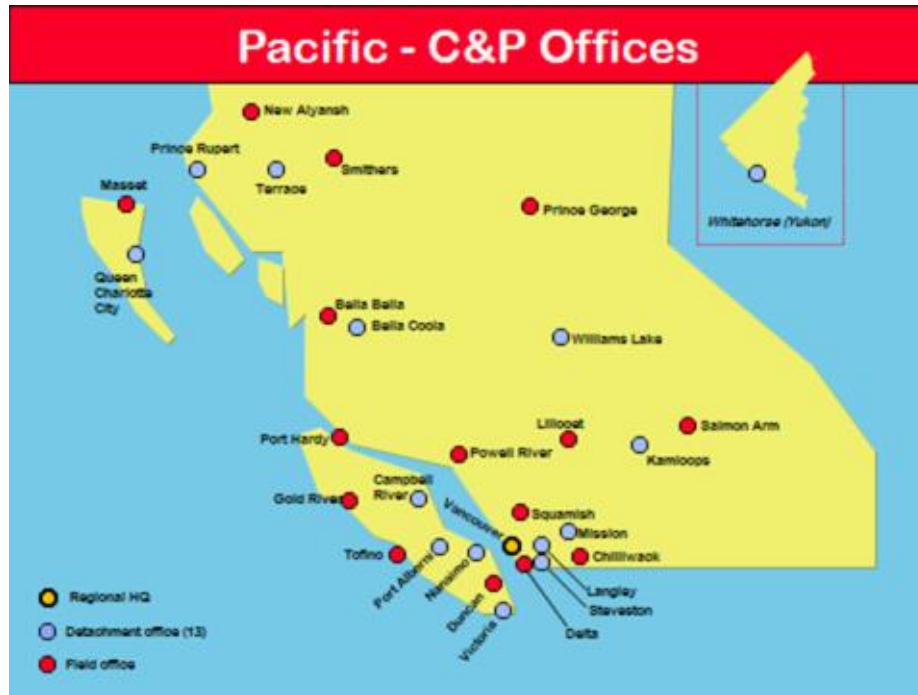 Pacific - C&P Offices
New Aiyansh
Prince Rupert
Smithers
Terrace
Masset
Prince George
Whitehorse (Yukon)
Queen
Charlotte
City
Bella Bella
Bella Coola
Williams Lake
Port Hardy
Lillooet
Salmon Arm
Powell River
Kamloops
Campbell
River
Gold River
Vancouver
Squamish
Mission
Tofino
Port Alberni
Nanaimo
Chilliwack
Langley
Steveston
Duncan
Delta
Victoria
Regional HQ
Detachment office (13)
Field office